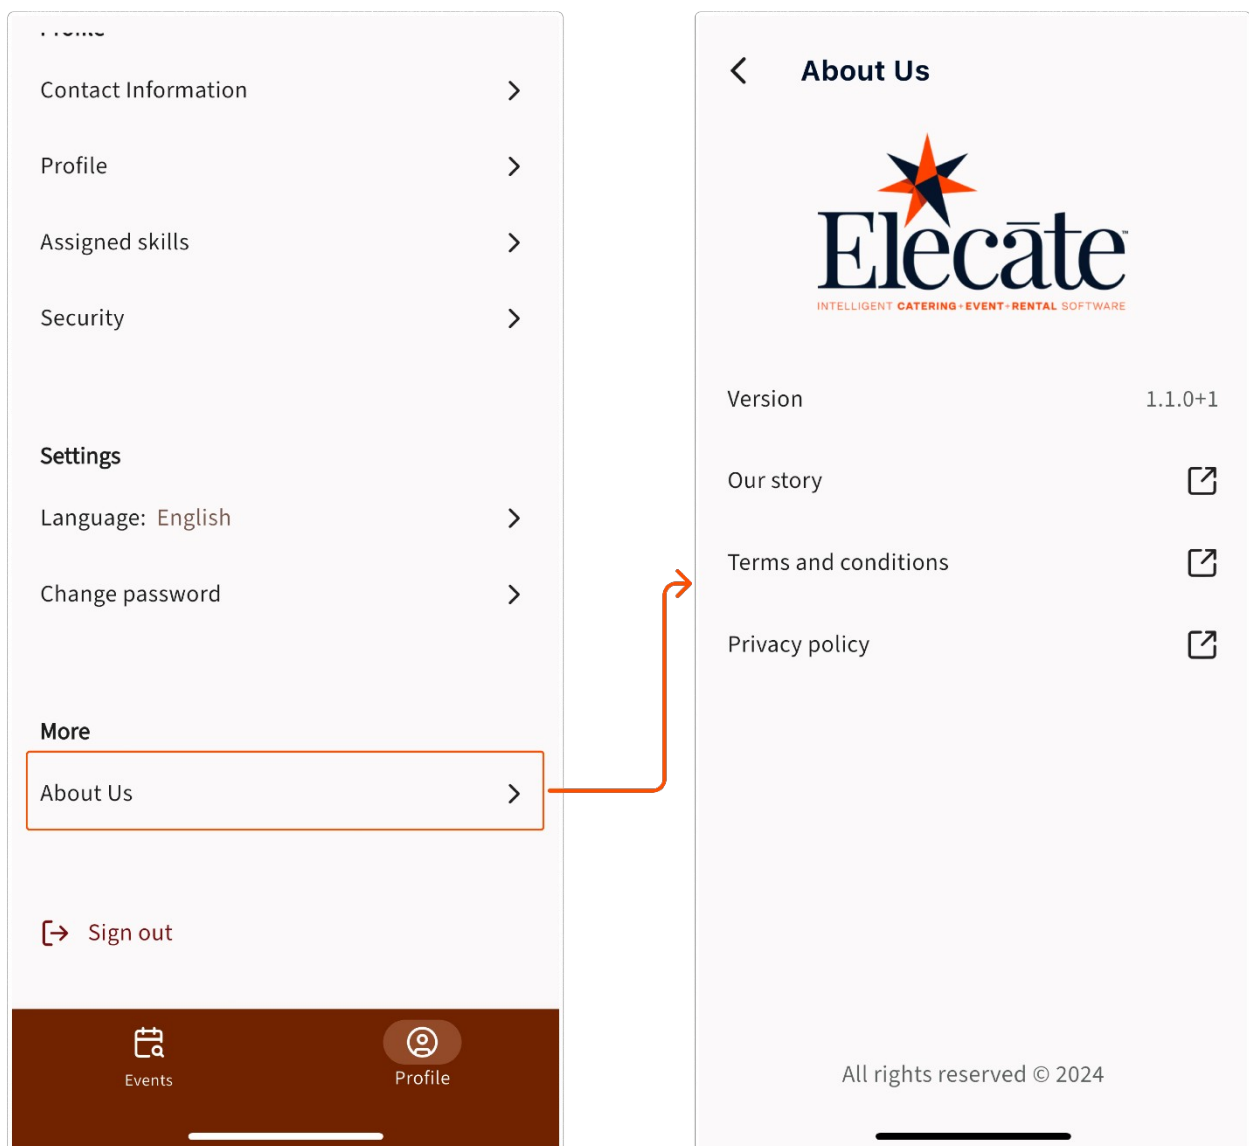 Contact Information
Profile
Assigned skills
Security
Settings
Language: English
Change password
More
About Us
Sign out
Events
Profile
About Us
Elecāte™
INTELLIGENT CATERING+EVENT+RENTAL SOFTWARE
Version 1.1.0+1
Our story
Terms and conditions
Privacy policy
All rights reserved © 2024